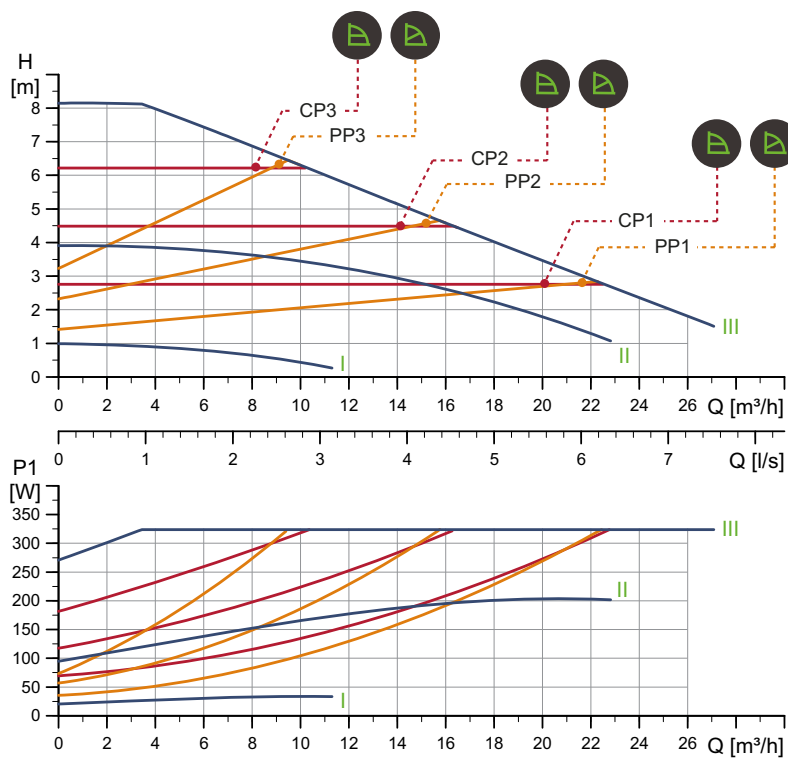 H
[m]
8
7
6
5
4
3
2
1
0
CP3
PP3
CP2
PP2
CP1
PP1
III
II
I
0 2 4 6 8 10 12 14 16 18 20 22 24 26 Q [m³/h]
0 1 2 3 4 5 6 7 Q [l/s]
P1
[W]
350
300
250
200
150
100
50
0
III
II
I
0 2 4 6 8 10 12 14 16 18 20 22 24 26 Q [m³/h]